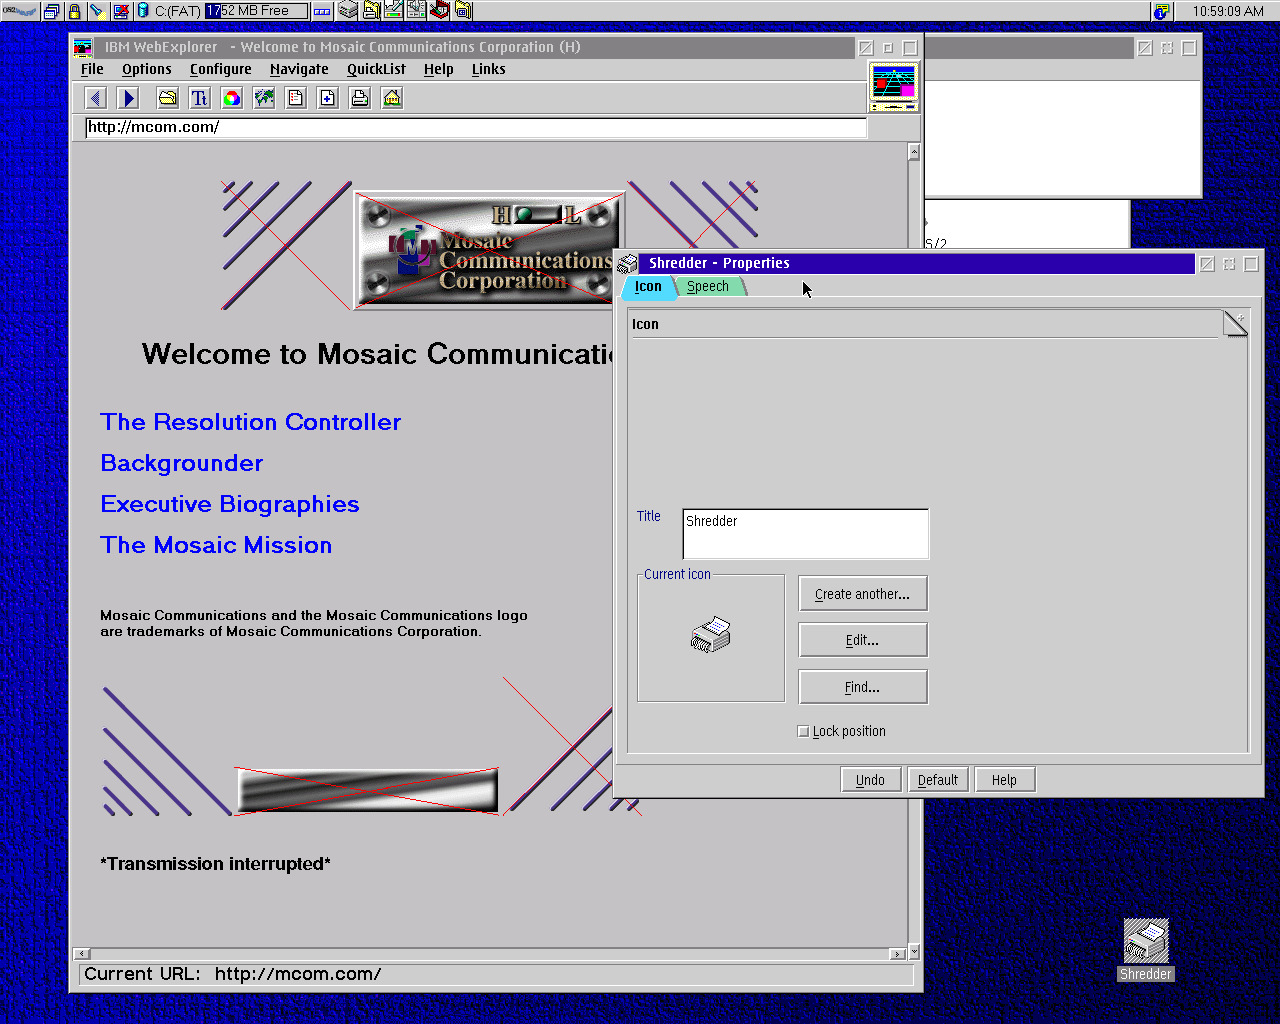 C:(FAT) 1752 MB Free
10:59:09 AM
IBM WebExplorer - Welcome to Mosaic Communications Corporation (H)
File Options Configure Navigate QuickList Help Links
Tt
http://mcom.com/
H L
Mosaic
Communications
Corporation
S/2
Shredder - Properties
Icon Speech
Icon
Welcome to Mosaic Communicati
The Resolution Controller
Backgrounder
Executive Biographies
The Mosaic Mission
Title Shredder
Current icon
Create another...
Edit...
Find...
Lock position
Undo Default Help
Mosaic Communications and the Mosaic Communications logo
are trademarks of Mosaic Communications Corporation.
*Transmission interrupted*
Current URL: http://mcom.com/
Shredder